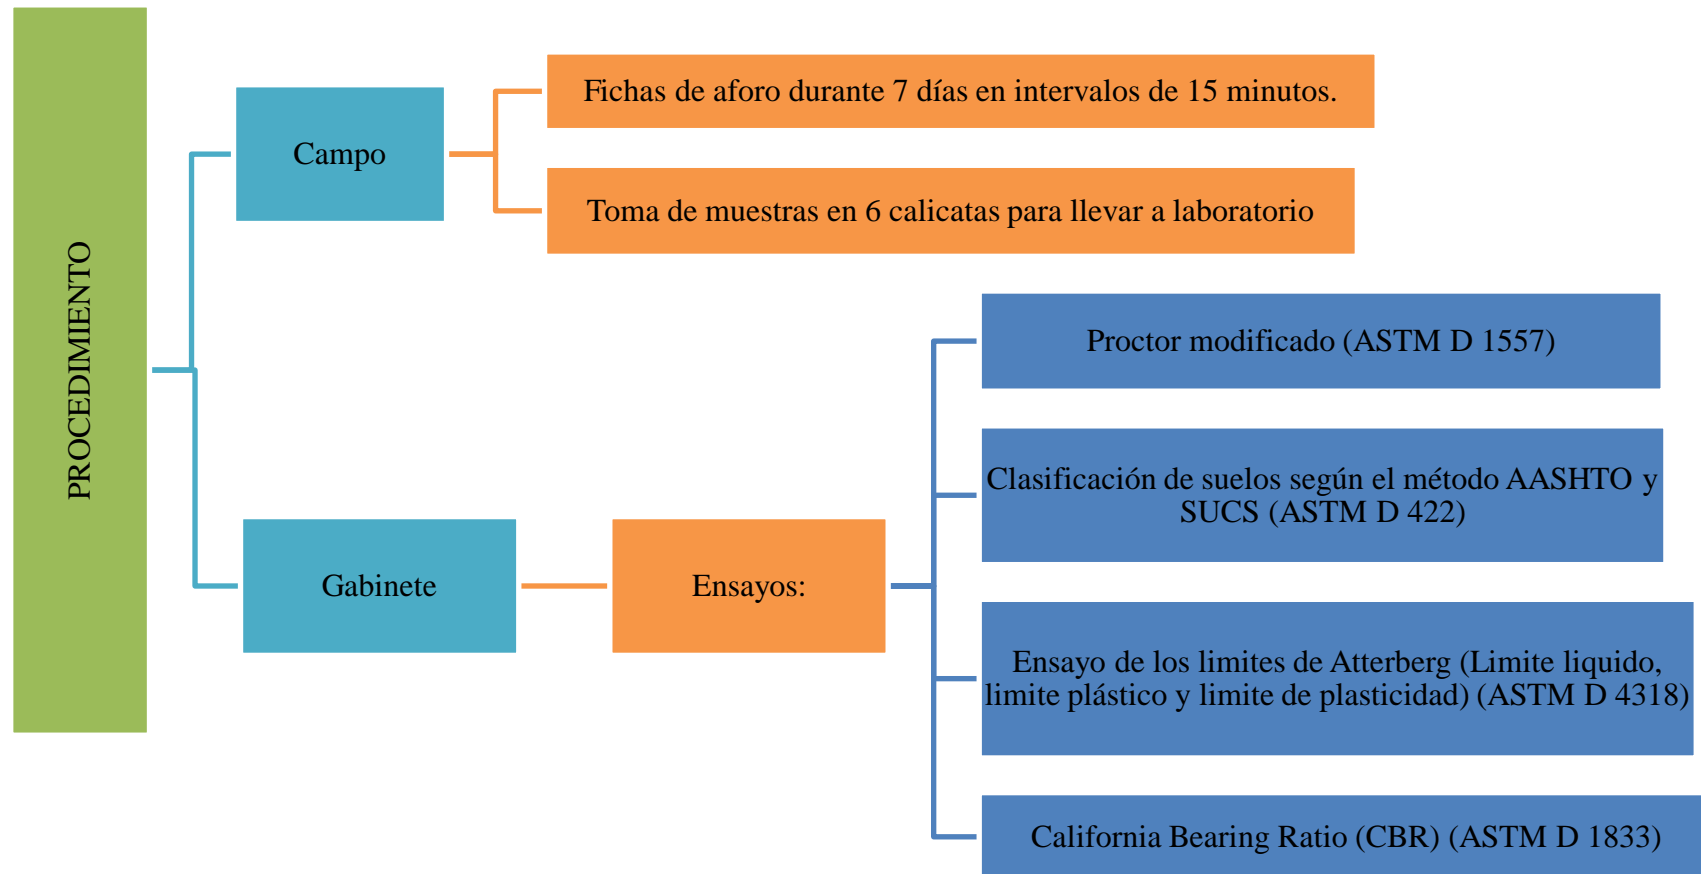 PROCEDIMIENTO
Campo
Fichas de aforo durante 7 días en intervalos de 15 minutos.
Toma de muestras en 6 calicatas para llevar a laboratorio
Gabinete
Ensayos:
Proctor modificado (ASTM D 1557)
Clasificación de suelos según el método AASHTO y
SUCS (ASTM D 422)
Ensayo de los limites de Atterberg (Limite liquido,
limite plástico y limite de plasticidad) (ASTM D 4318)
California Bearing Ratio (CBR) (ASTM D 1833)